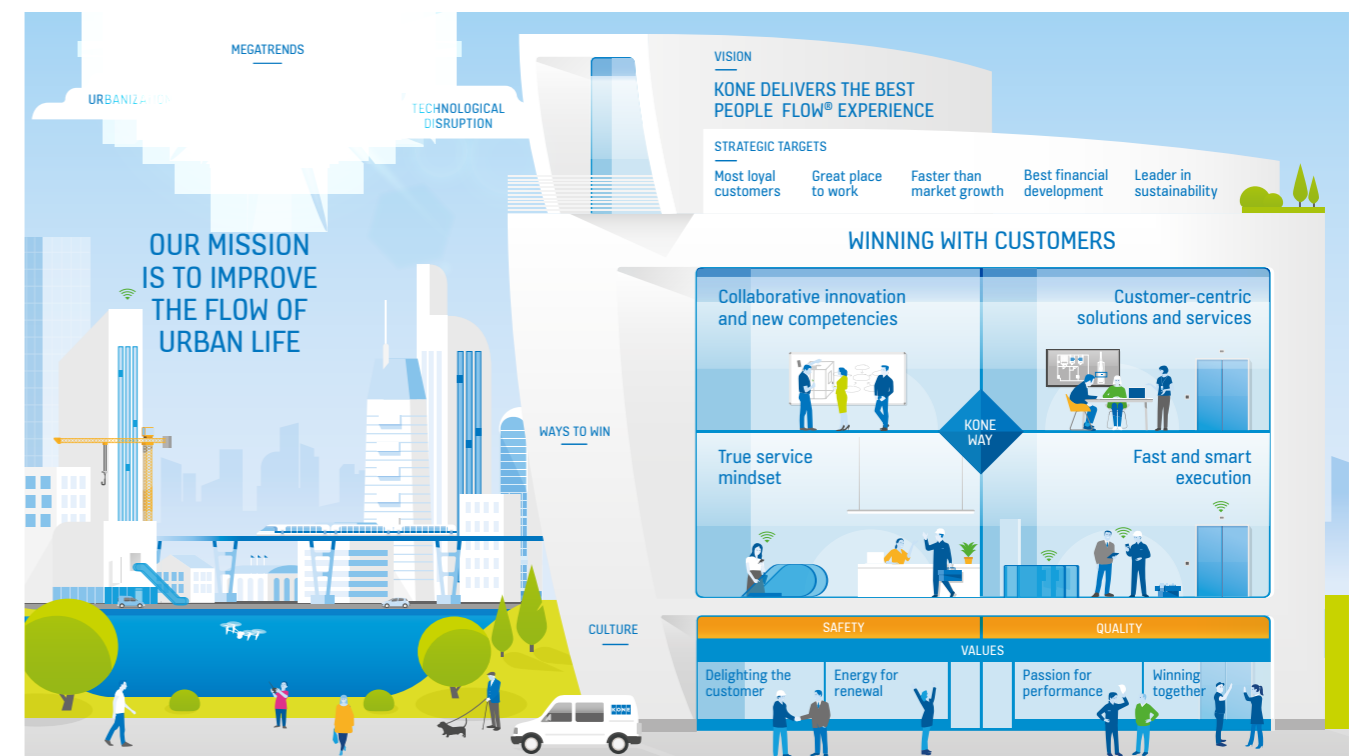 MEGATRENDS
TECHNOLOGICAL
DISRUPTION
OUR MISSION
IS TO IMPROVE
THE FLOW OF
URBAN LIFE
VISION
KONE DELIVERS THE BEST
PEOPLE FLOW® EXPERIENCE
STRATEGIC TARGETS
Most loyal
customers
Great place
to work
Faster than
market growth
Best financial
development
Leader in
sustainability
WINNING WITH CUSTOMERS
WAYS TO WIN
Collaborative innovation
and new competencies
Customer-centric
solutions and services
KONE
WAY
True service
mindset
Fast and smart
execution
CULTURE
SAFETY
QUALITY
VALUES
Delighting the
customer
Energy for
renewal
Passion for
performance
Winning
together
KONE